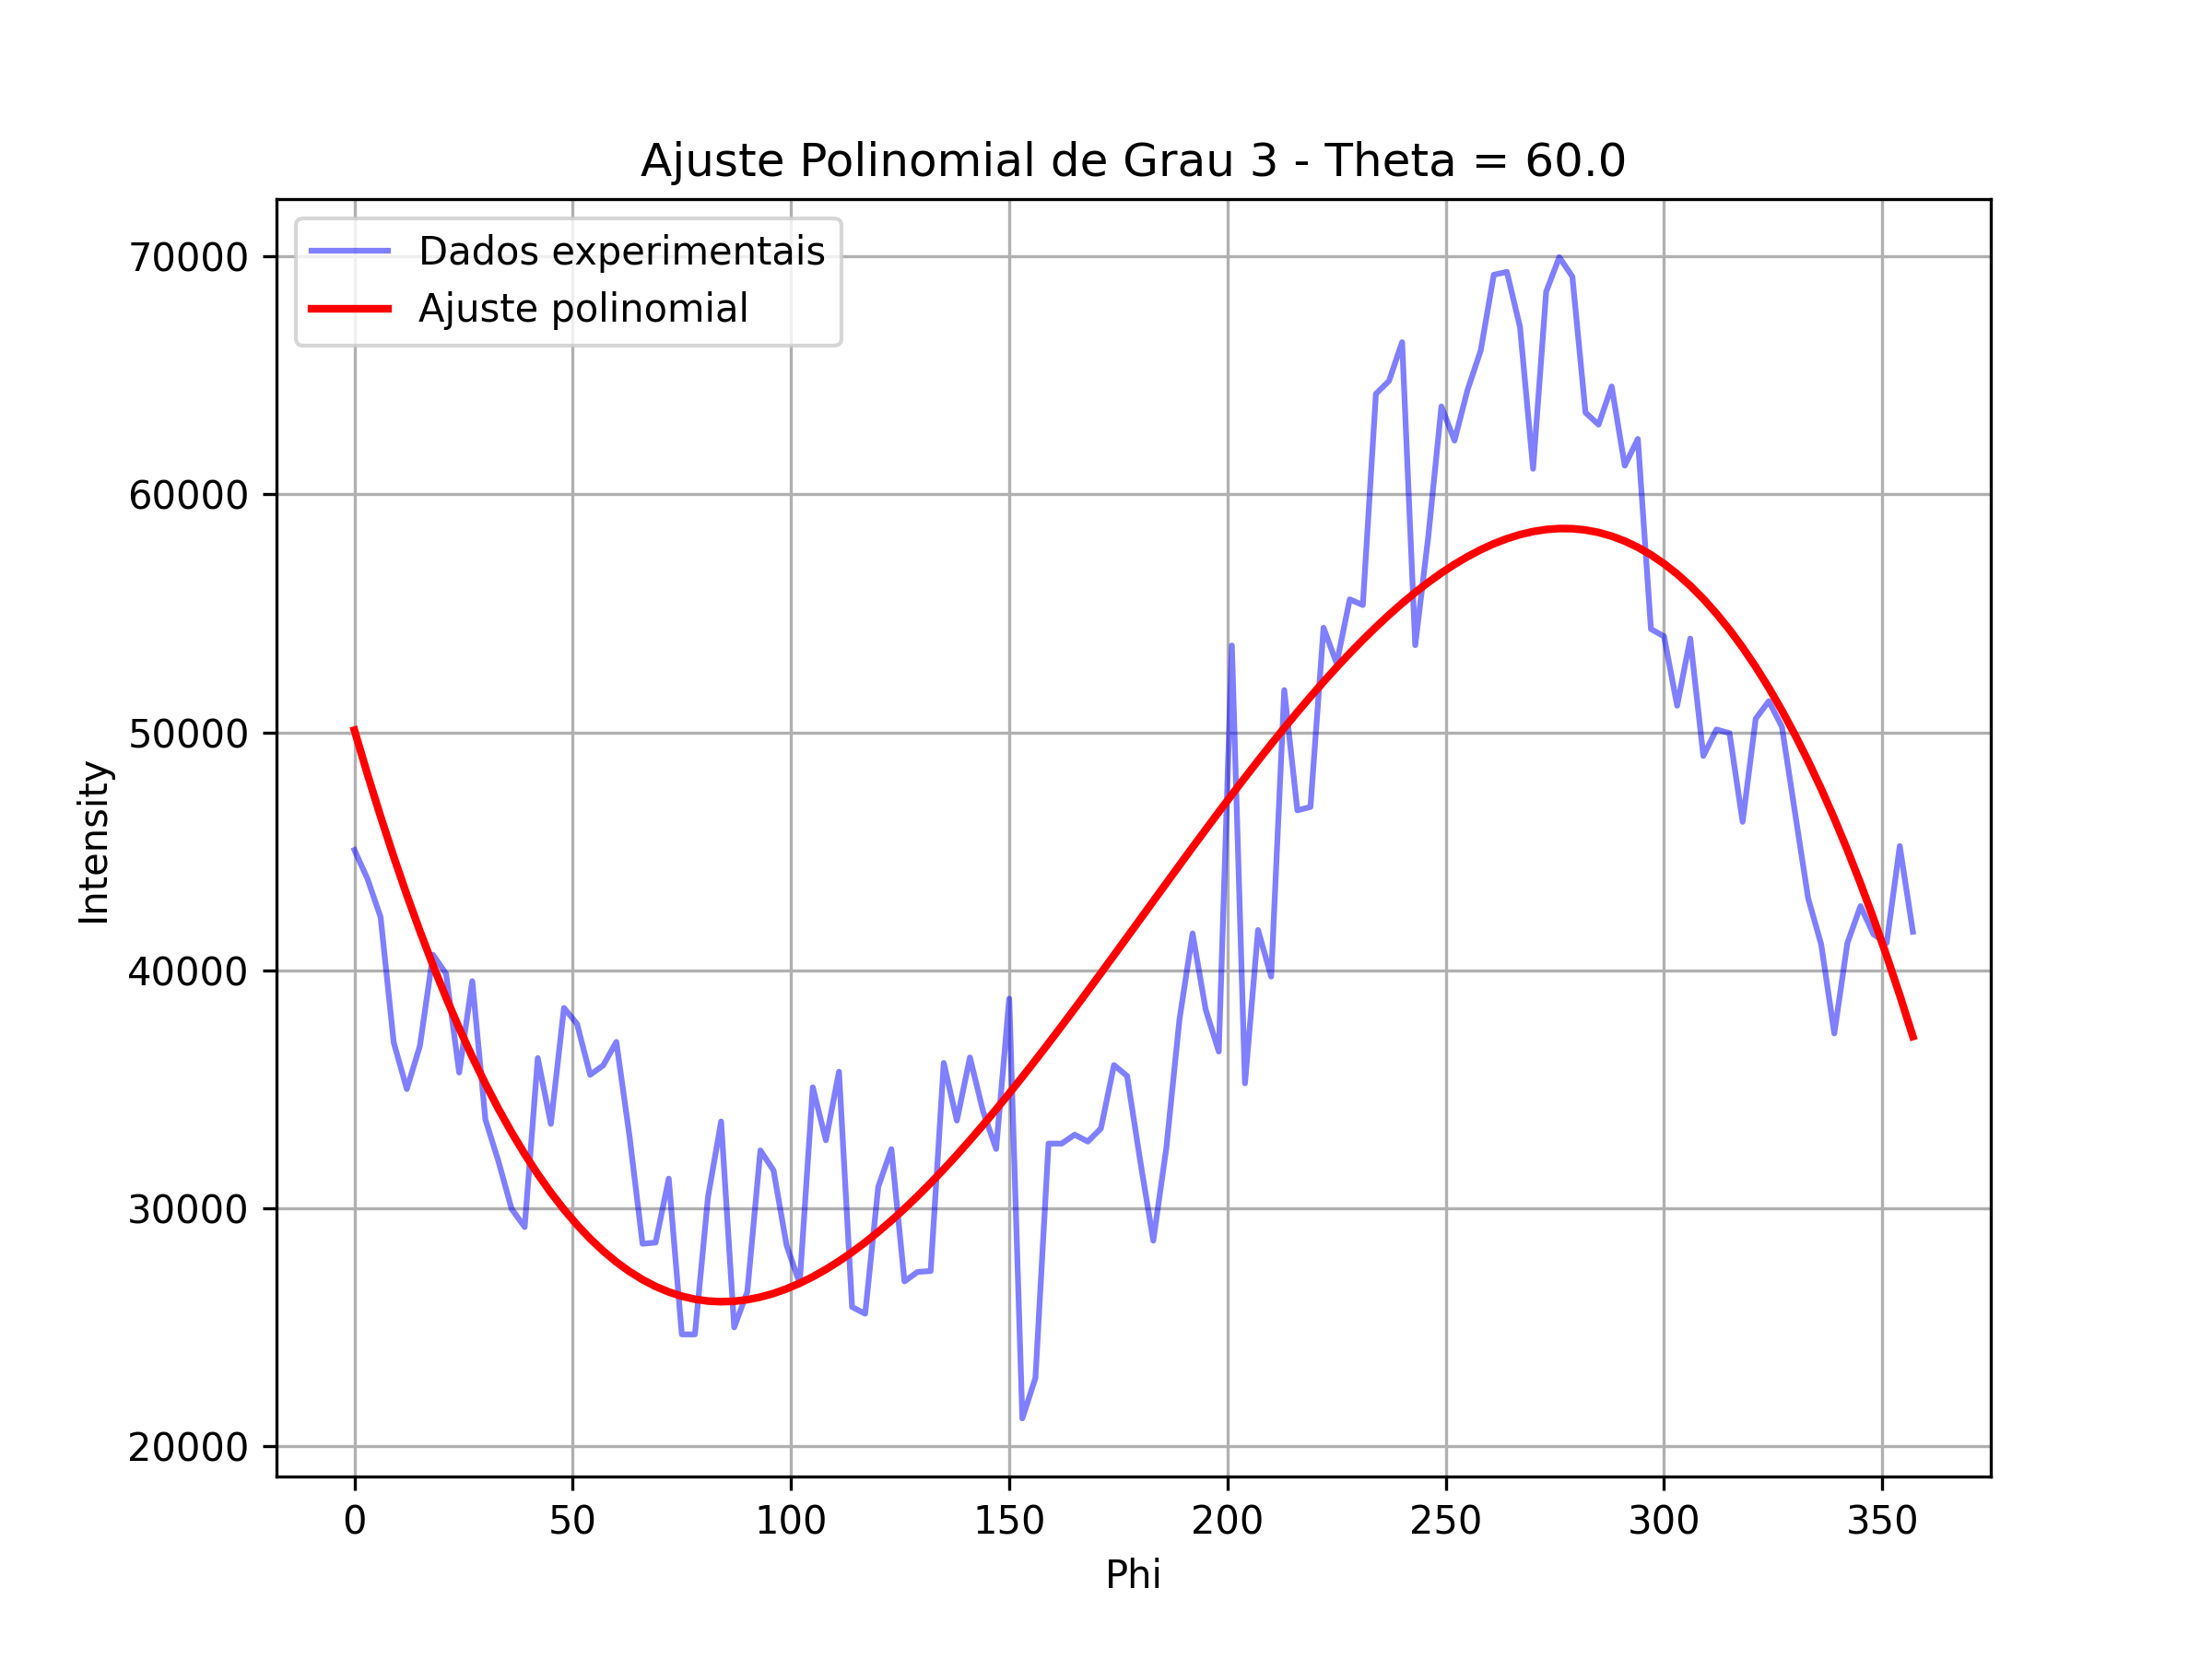 Ajuste Polinomial de Grau 3 - Theta = 60.0
Dados experimentais
Ajuste polinomial
Intensity
70000
60000
50000
40000
30000
20000
0 50 100 150 200 250 300 350
Phi